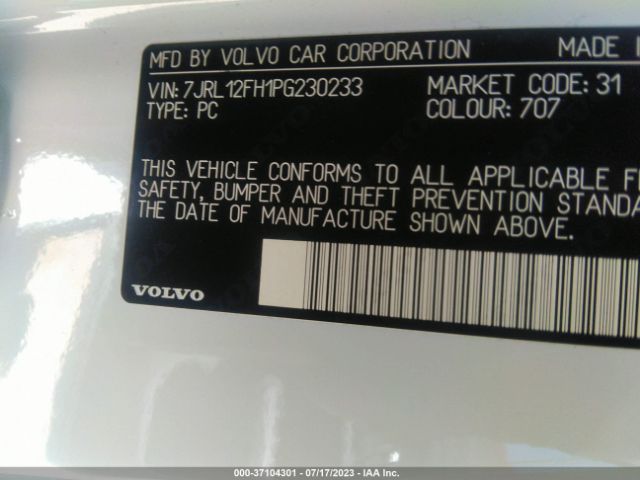 MFD BY VOLVO CAR CORPORATION MADE
VIN: 7JRL12FH1PG230233 MARKET CODE: 31
TYPE: PC COLOUR: 707
THIS VEHICLE CONFORMS TO ALL APPLICABLE
SAFETY, BUMPER AND THEFT PREVENTION STANDA
THE DATE OF MANUFACTURE SHOWN ABOVE.
VOLVO
000-37104301 | 07/17/2023 - IAA Inc.